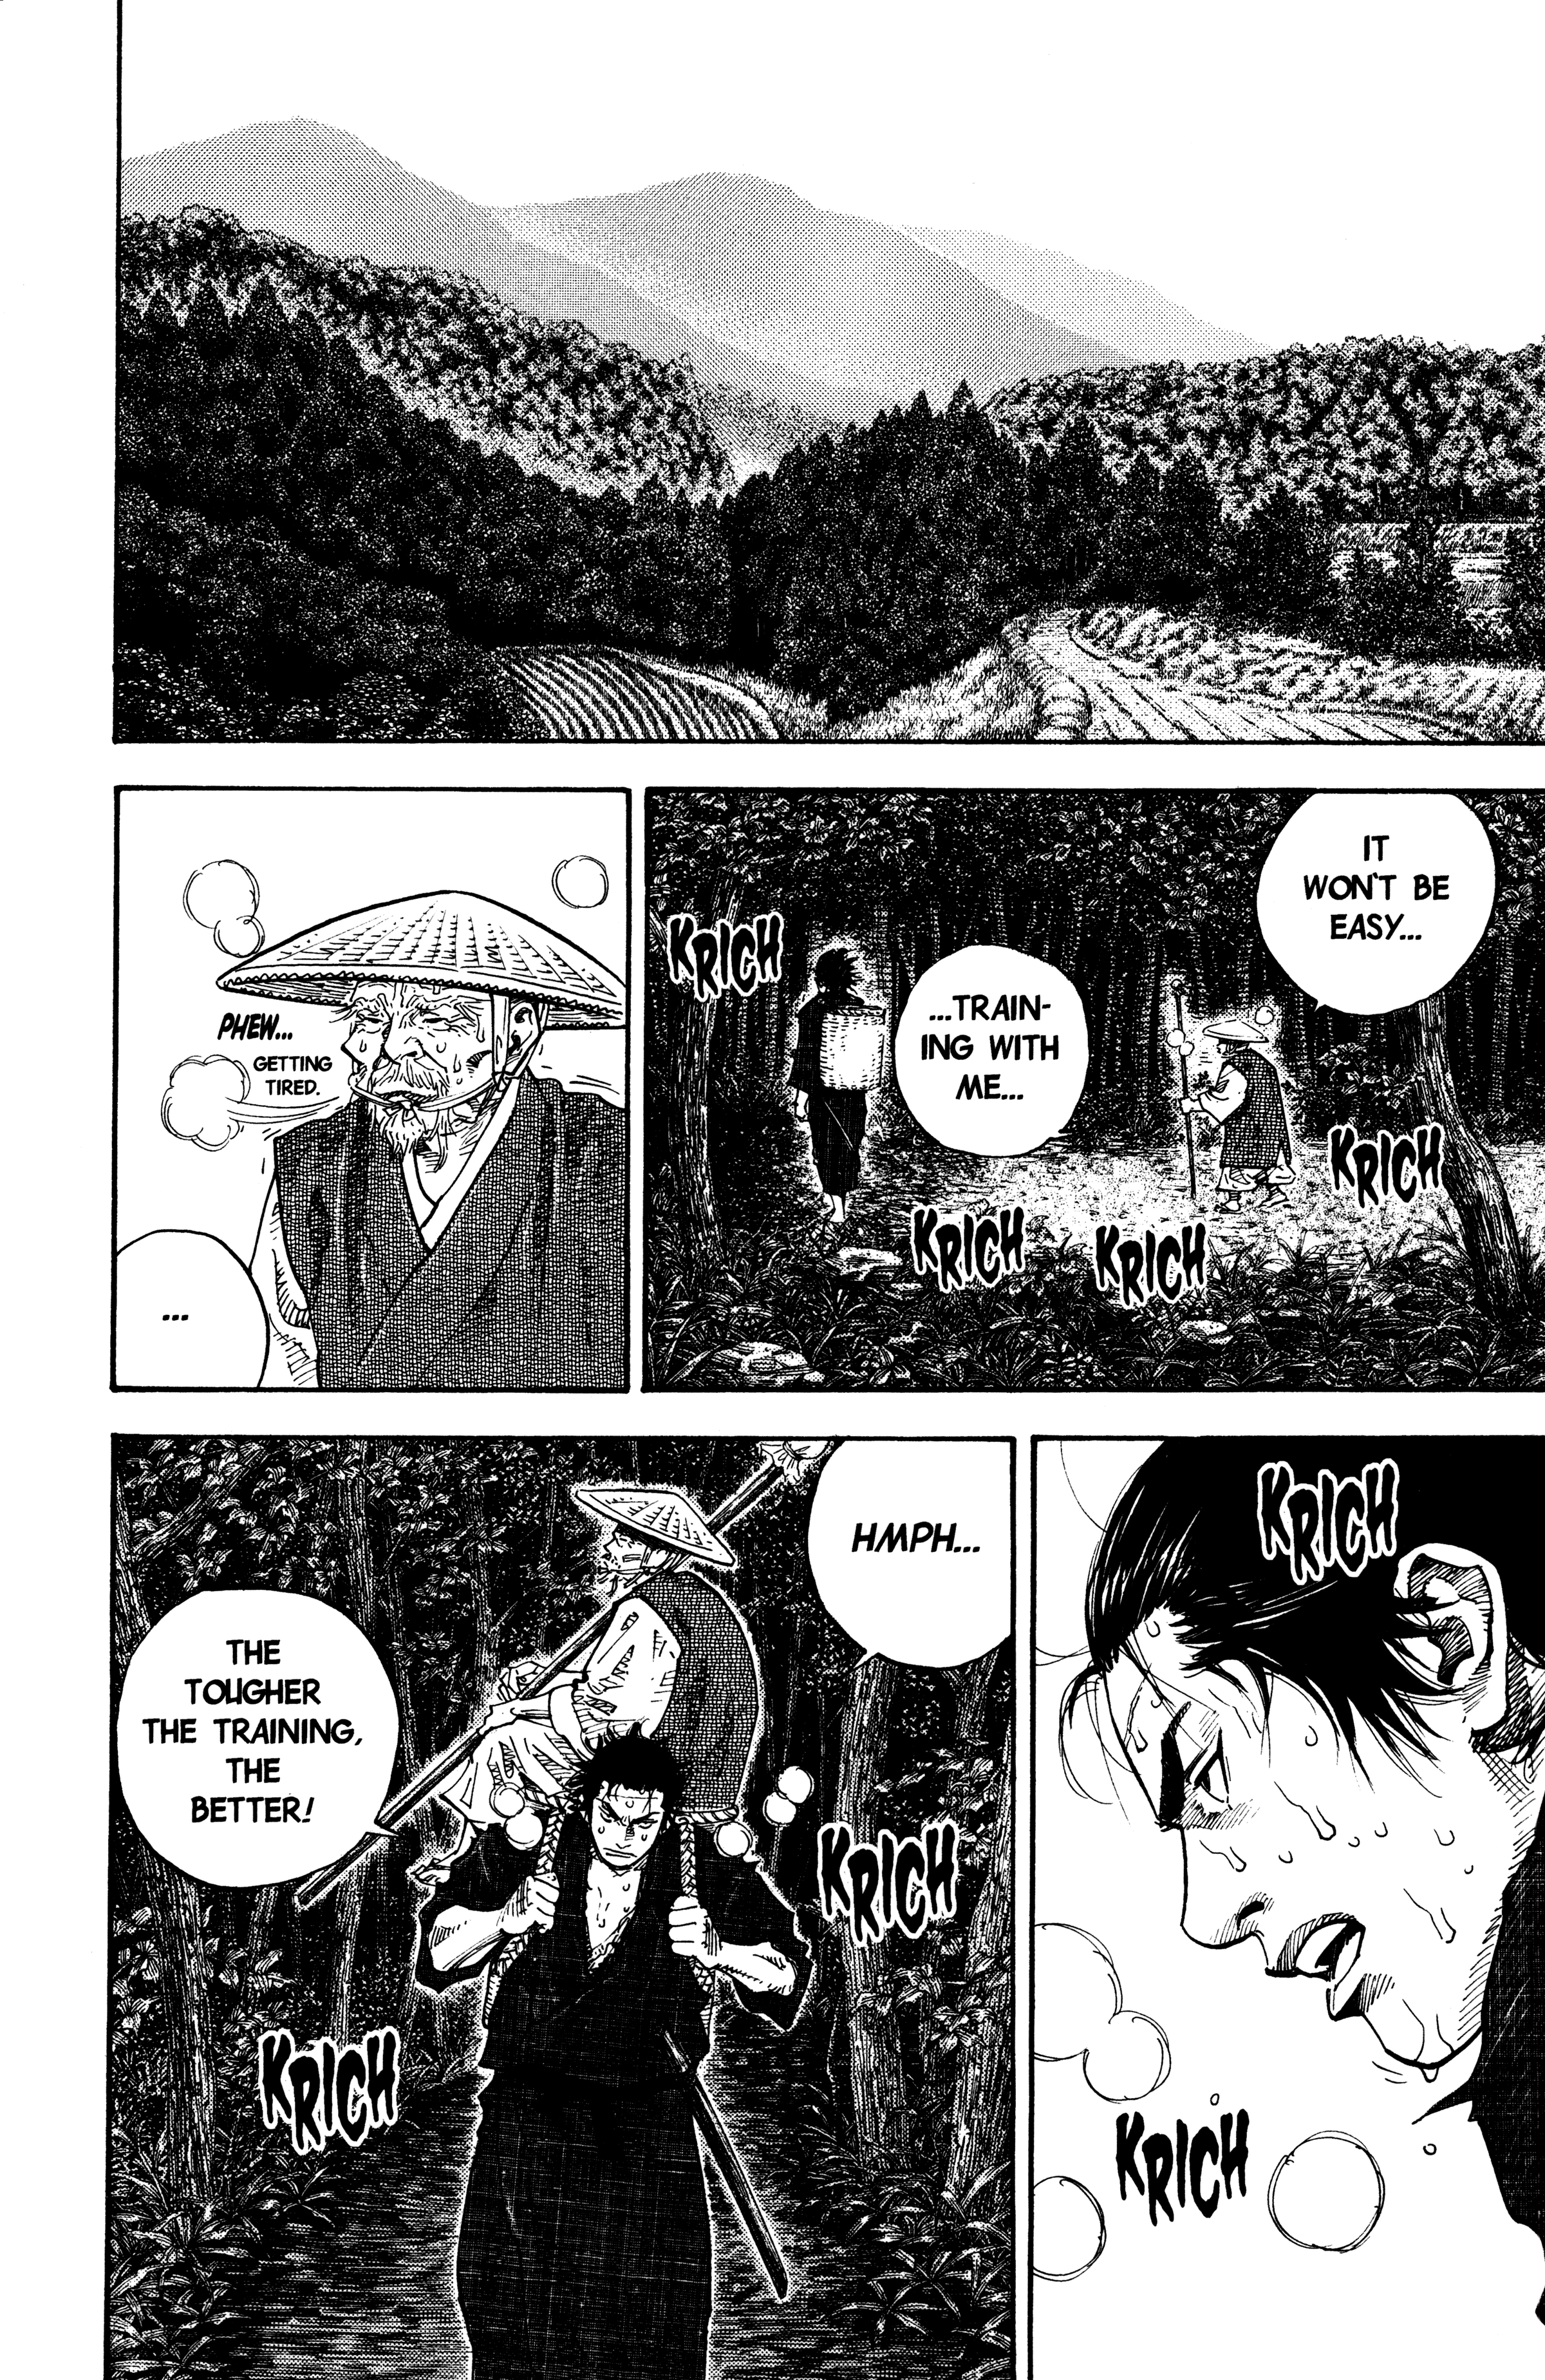 IT
WON'T BE
EASY...
...TRAIN-
ING WITH
ME...
KRICH
KRICH
KRICH
KRICH
PHEW...
GETTING
TIRED.
...
KRICH
KRICH
HMPH...
THE
TOUGHER
THE TRAINING,
THE
BETTER!
KRICH
KRICH